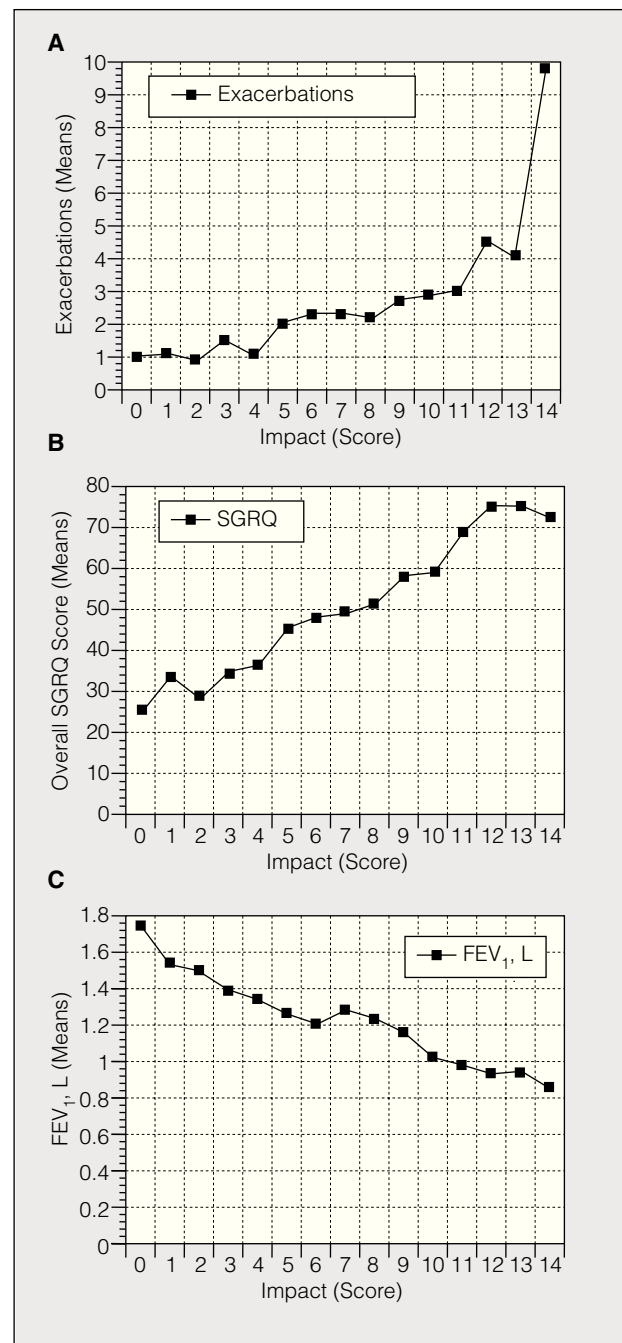 A
Exacerbations
Exacerbations (Means)
10
9
8
7
6
5
4
3
2
1
0
0 1 2 3 4 5 6 7 8 9 10 11 12 13 14
Impact (Score)
B
SGRQ
Overall SGRQ Score (Means)
80
70
60
50
40
30
20
10
0
0 1 2 3 4 5 6 7 8 9 10 11 12 13 14
Impact (Score)
C
FEV1, L
FEV1, L (Means)
1.8
1.6
1.4
1.2
1
0.8
0.6
0.4
0.2
0
0 1 2 3 4 5 6 7 8 9 10 11 12 13 14
Impact (Score)